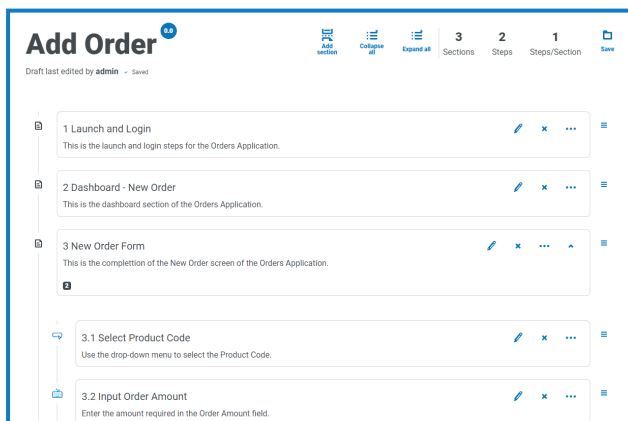 Add Order 0.0
Draft last edited by admin ✓ Saved
Add section
Collapse all
Expand all
3 Sections
2 Steps
1 Steps/Section
Save
1 Launch and Login
This is the launch and login steps for the Orders Application.
2 Dashboard - New Order
This is the dashboard section of the Orders Application.
3 New Order Form
This is the complettion of the New Order screen of the Orders Application.
2
3.1 Select Product Code
Use the drop-down menu to select the Product Code.
3.2 Input Order Amount
Enter the amount required in the Order Amount field.